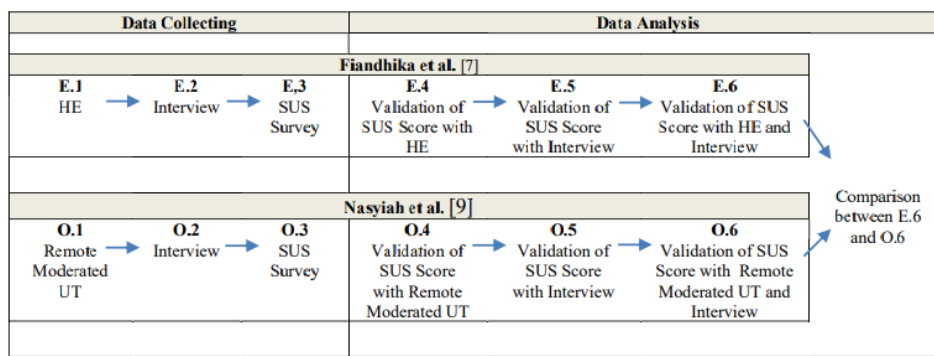 Data Collecting
Data Analysis
Fiandhika et al. [7]
E.1
HE
E.2
Interview
E,3
SUS
Survey
E.4
Validation of
SUS Score with
HE
E.5
Validation of
SUS Score
with Interview
E.6
Validation of SUS
Score with HE and
Interview
Comparison
between E.6
and O.6
Nasyiah et al. [9]
O.1
Remote
Moderated
UT
O.2
Interview
O.3
SUS
Survey
O.4
Validation of
SUS Score
with Remote
Moderated UT
O.5
Validation of
SUS Score
with Interview
O.6
Validation of SUS
Score with Remote
Moderated UT and
Interview